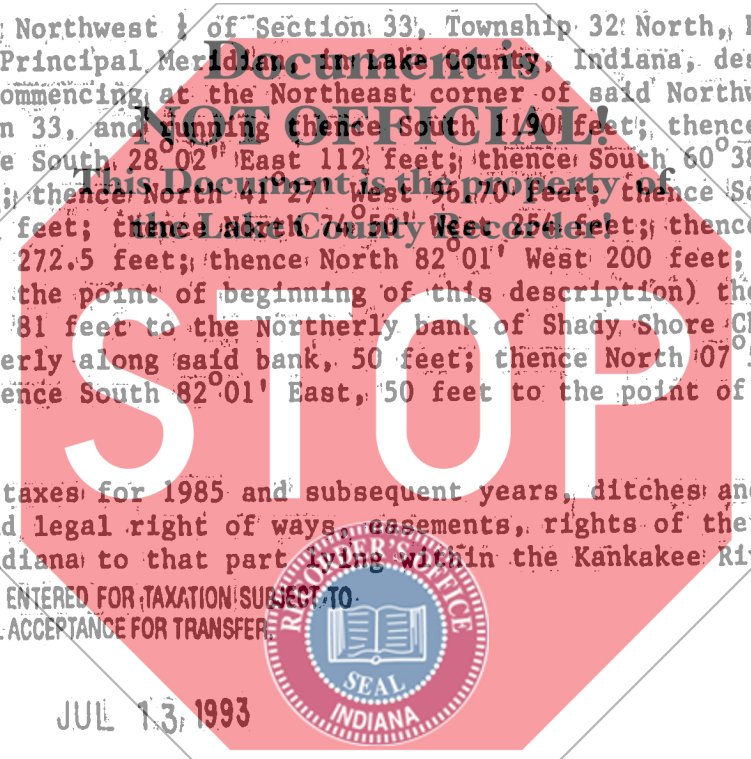 Northwest ¼ of Section 33, Township 32 North,
Principal Meridian, in Lake County, Indiana, des
Document is
ommencing at the Northeast corner of said Northw
NOT OFFICIAL!
n 33, and running thence South 1190 feet; thence
e South 28°02' East 112 feet; thence South 60°3
This Document is the property of
; thence North 41°27' West 96.70 feet; thence S
the Lake County Recorder!
feet; thence North 74°50' West 264 feet; thence
272.5 feet; thence North 82°01' West 200 feet;
the point of beginning of this description) the
81 feet to the Northerly bank of Shady Shore C
erly along said bank, 50 feet; thence North 07°
ence South 82°01' East, 50 feet to the point of
STOP
taxes for 1985 and subsequent years, ditches and
d legal right of ways, easements, rights of the
diana to that part lying within the Kankakee Ri
ENTERED FOR TAXATION SUBJECT TO
ACCEPTANCE FOR TRANSFER.
RECORDER'S OFFICE
SEAL
INDIANA
JUL 13 1993